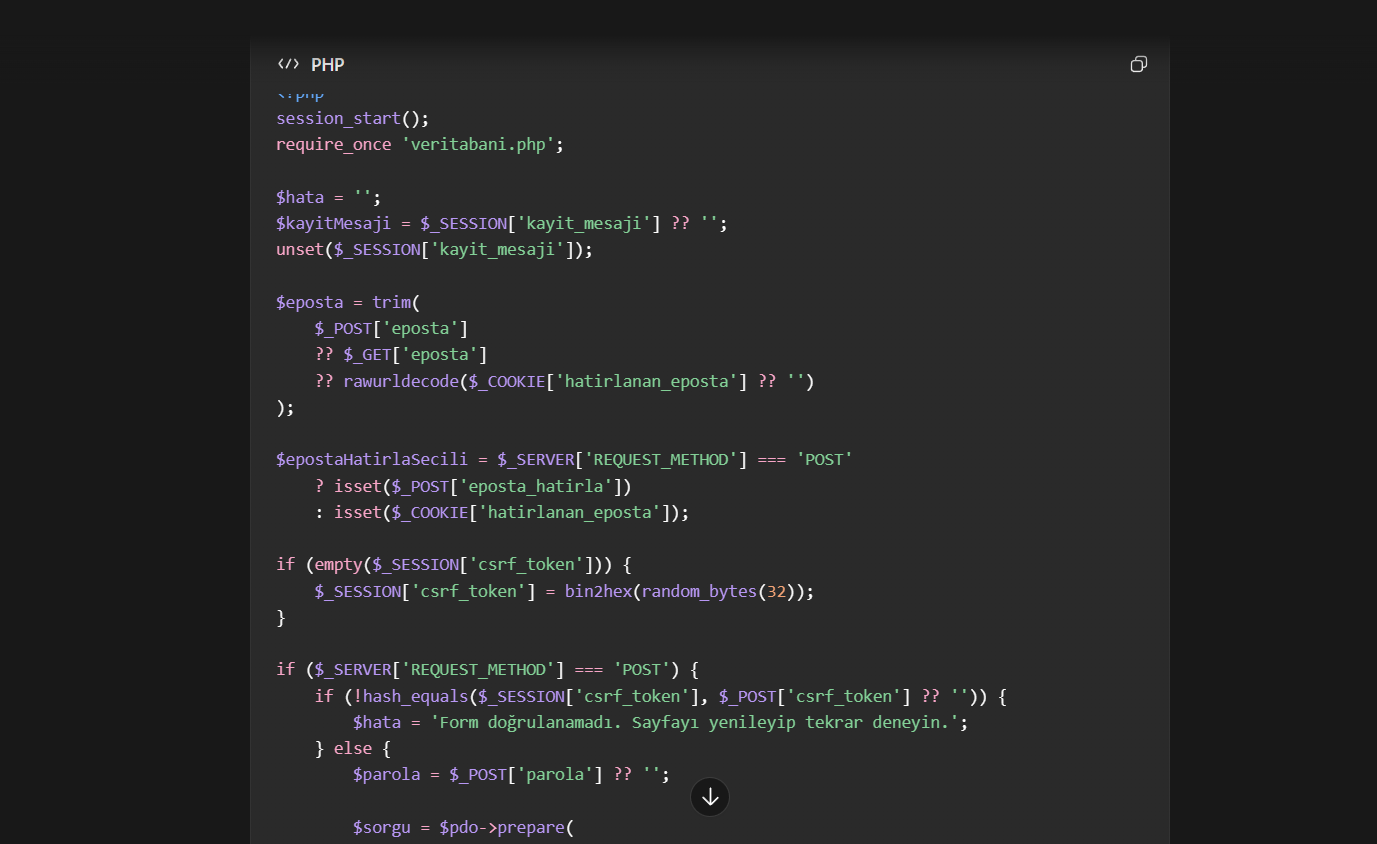 </> PHP
<?php
session_start();
require_once 'veritabani.php';
$hata = '';
$kayitMesaji = $_SESSION['kayit_mesaji'] ?? '';
unset($_SESSION['kayit_mesaji']);
$eposta = trim(
    $_POST['eposta']
    ?? $_GET['eposta']
    ?? rawurldecode($_COOKIE['hatirlanan_eposta'] ?? '')
);
$epostaHatirlaSecili = $_SERVER['REQUEST_METHOD'] === 'POST'
    ? isset($_POST['eposta_hatirla'])
    : isset($_COOKIE['hatirlanan_eposta']);
if (empty($_SESSION['csrf_token'])) {
    $_SESSION['csrf_token'] = bin2hex(random_bytes(32));
}
if ($_SERVER['REQUEST_METHOD'] === 'POST') {
    if (!hash_equals($_SESSION['csrf_token'], $_POST['csrf_token'] ?? '')) {
        $hata = 'Form doğrulanamadı. Sayfayı yenileyip tekrar deneyin.';
    } else {
        $parola = $_POST['parola'] ?? '';
        $sorgu = $pdo->prepare(